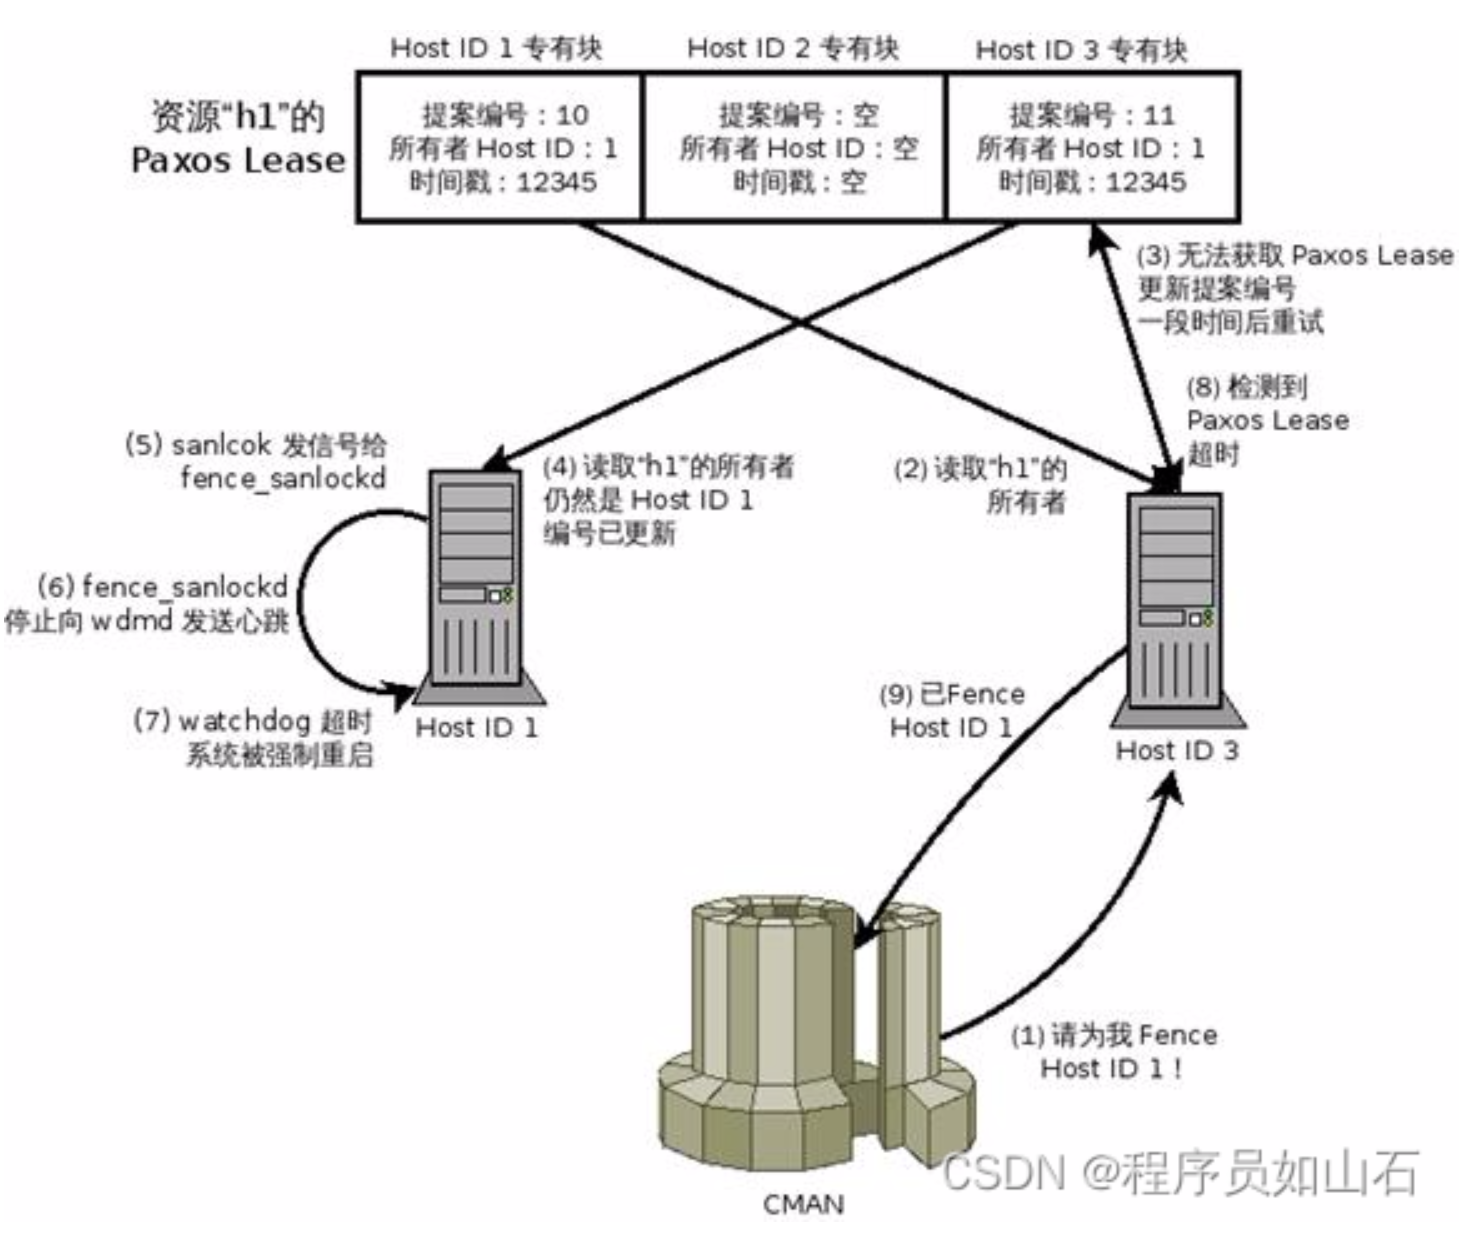 Host ID 1 专有块
Host ID 2 专有块
Host ID 3 专有块
资源“h1”的
Paxos Lease
提案编号：10
所有者 Host ID：1
时间戳：12345
提案编号：空
所有者 Host ID：空
时间戳：空
提案编号：11
所有者 Host ID：1
时间戳：12345
(3) 无法获取 Paxos Lease
更新提案编号
一段时间后重试
(8) 检测到
Paxos Lease
超时
(5) sanlcok 发信号给
fence_sanlockd
(4) 读取“h1”的所有者
仍然是 Host ID 1
编号已更新
(2) 读取“h1”的
所有者
(6) fence_sanlockd
停止向 wdmd 发送心跳
(7) watchdog 超时
系统被强制重启
Host ID 1
(9) 已Fence
Host ID 1
Host ID 3
(1) 请为我 Fence
Host ID 1！
CMAN
CSDN @程序员如山石